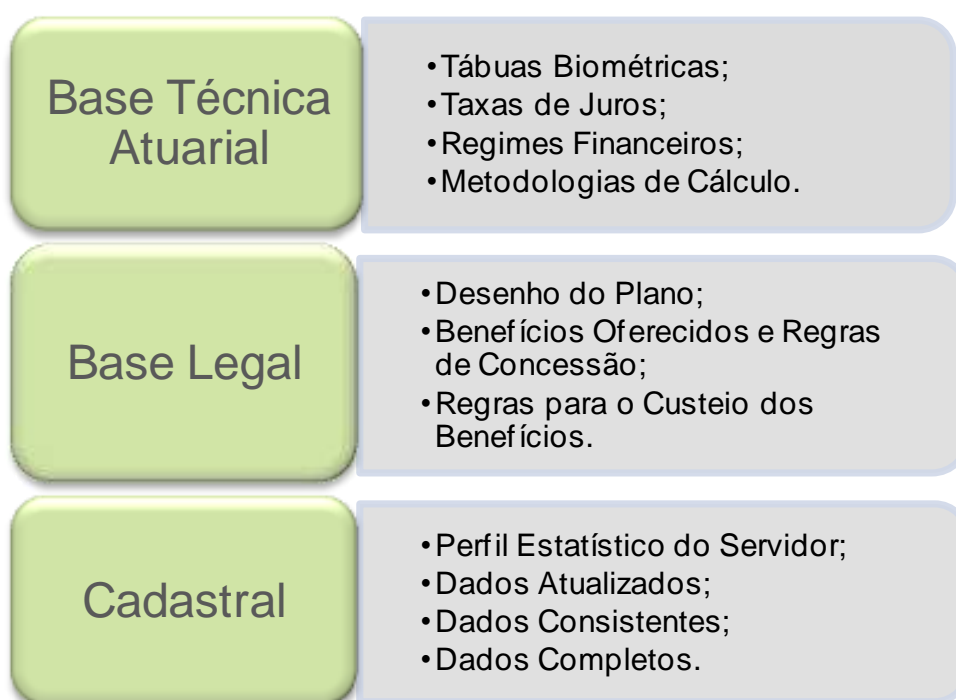 Base Técnica
Atuarial
•Tábuas Biométricas;
•Taxas de Juros;
•Regimes Financeiros;
•Metodologias de Cálculo.
Base Legal
•Desenho do Plano;
•Benefícios Oferecidos e Regras
de Concessão;
•Regras para o Custeio dos
Benefícios.
Cadastral
•Perfil Estatístico do Servidor;
•Dados Atualizados;
•Dados Consistentes;
•Dados Completos.